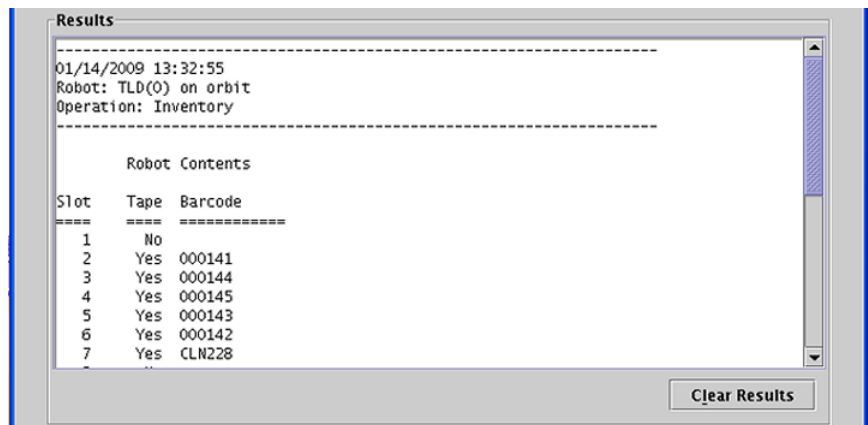 Results
--------------------------------------------------------------------
01/14/2009 13:32:55
Robot: TLD(0) on orbit
Operation: Inventory
--------------------------------------------------------------------
Robot Contents
Slot Tape Barcode
==== ==== ============
1 No
2 Yes 000141
3 Yes 000144
4 Yes 000145
5 Yes 000143
6 Yes 000142
7 Yes CLN228
Clear Results